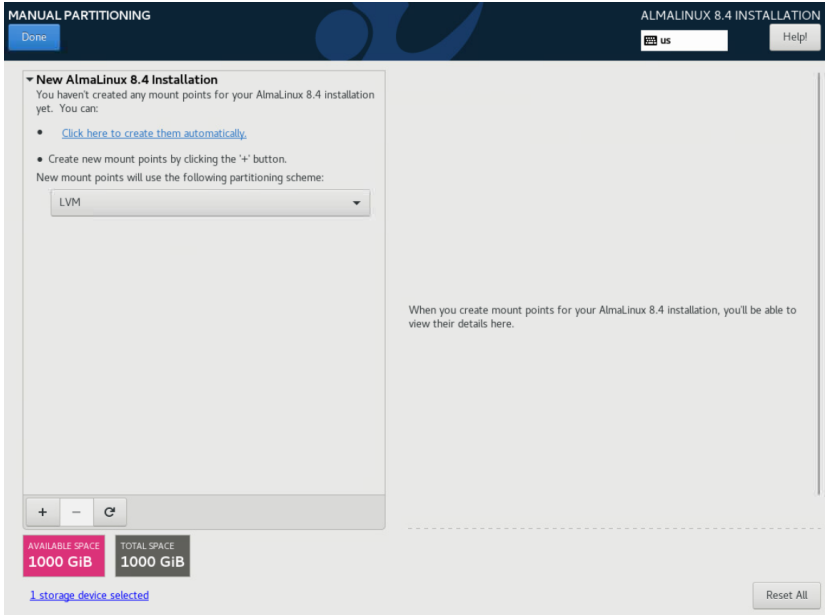 MANUAL PARTITIONING
ALMALINUX 8.4 INSTALLATION
Done
us
Help!
New AlmaLinux 8.4 Installation
You haven't created any mount points for your AlmaLinux 8.4 installation
yet. You can:
• Click here to create them automatically.
• Create new mount points by clicking the '+' button.
New mount points will use the following partitioning scheme:
LVM
When you create mount points for your AlmaLinux 8.4 installation, you'll be able to
view their details here.
+ −
AVAILABLE SPACE
1000 GiB
TOTAL SPACE
1000 GiB
1 storage device selected
Reset All